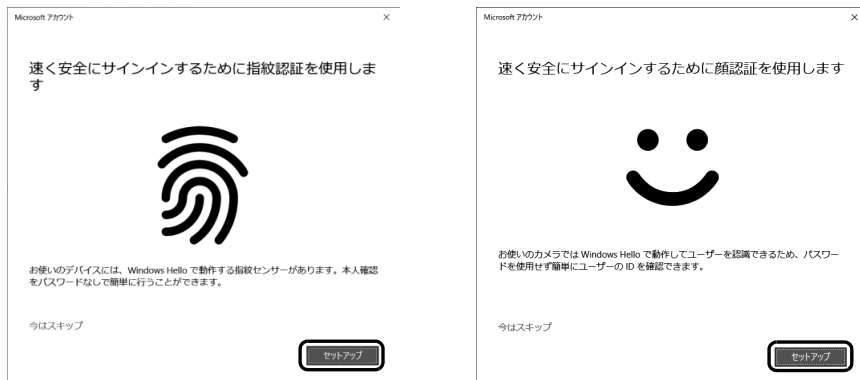 Microsoft アカウント
速く安全にサインインするために指紋認証を使用しま
す
お使いのデバイスには、Windows Hello で動作する指紋センサーがあります。本人確認
をパスワードなしで簡単に行うことができます。
今はスキップ
セットアップ
Microsoft アカウント
速く安全にサインインするために顔認証を使用します
お使いのカメラでは Windows Hello で動作してユーザーを認識できるため、パスワー
ドを使用せず簡単にユーザーの ID を確認できます。
今はスキップ
セットアップ